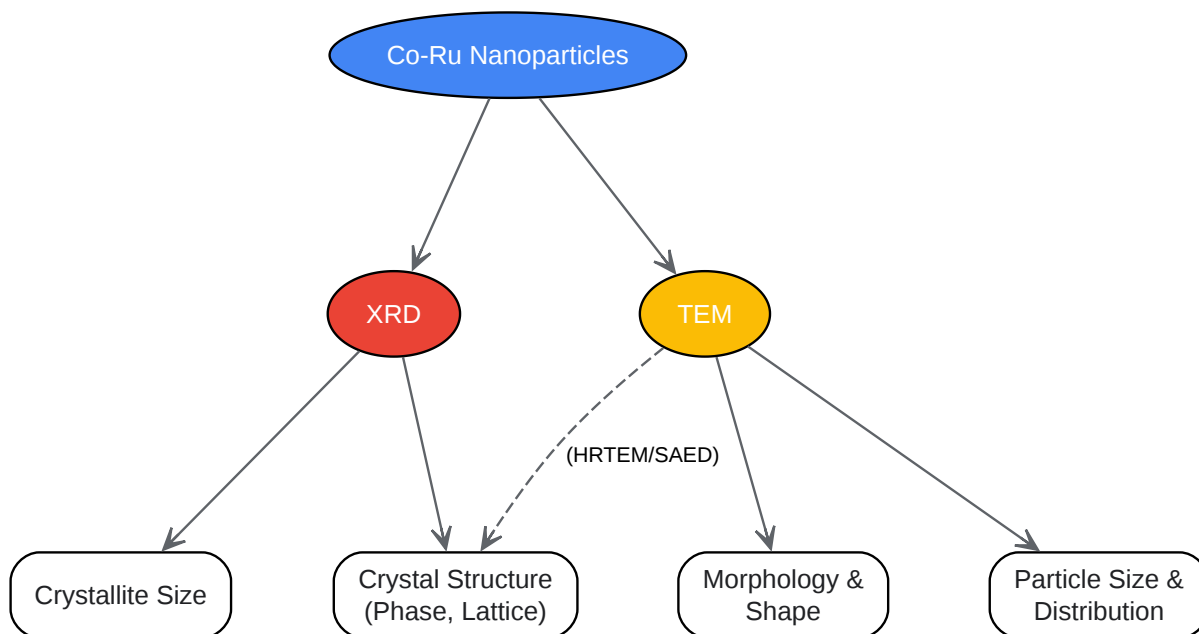 Co-Ru Nanoparticles
XRD
TEM
(HRTEM/SAED)
Crystallite Size
Crystal Structure
(Phase, Lattice)
Morphology &
Shape
Particle Size &
Distribution